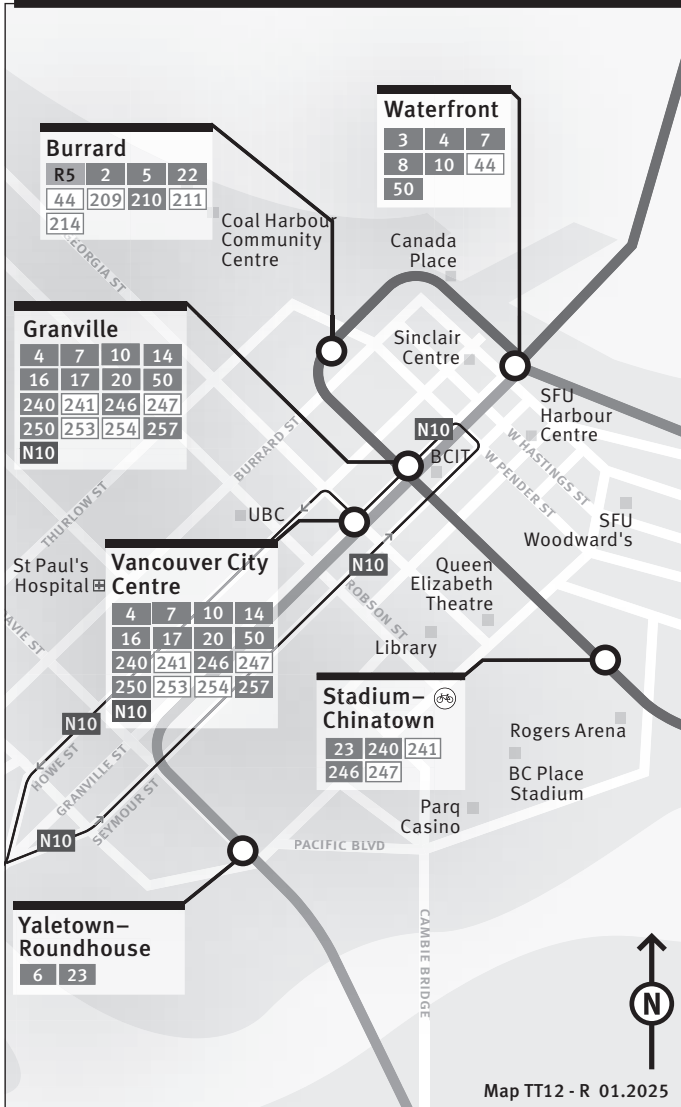 Waterfront
3 4 7
8 10 44
50
Burrard
R5 2 5 22
44 209 210 211
214
Coal Harbour
Community
Centre
GEORGIA ST
Canada
Place
Granville
4 7 10 14
16 17 20 50
240 241 246 247
250 253 254 257
N10
Sinclair
Centre
SFU
Harbour
Centre
N10
BCIT
BURRARD ST
W HASTINGS ST
W PENDER ST
THURLOW ST
UBC
SFU
Woodward's
St Paul's
Hospital
Vancouver City
Centre
4 7 10 14
16 17 20 50
240 241 246 247
250 253 254 257
N10
N10
Queen
Elizabeth
Theatre
ROBSON ST
Library
AVIE ST
Stadium–
Chinatown
23 240 241
246 247
Rogers Arena
BC Place
Stadium
N10
HOWE ST
GRANVILLE ST
SEYMOUR ST
Parq
Casino
N10
PACIFIC BLVD
Yaletown–
Roundhouse
6 23
CAMBIE BRIDGE
N
Map TT12 - R 01.2025